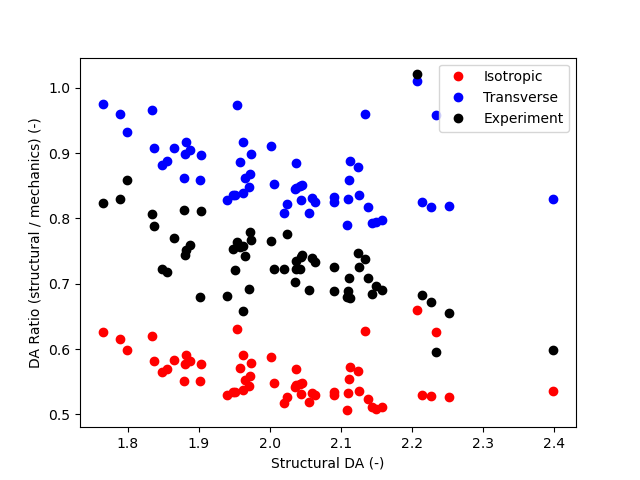 Isotropic
Transverse
Experiment
DA Ratio (structural / mechanics) (-)
1.0
0.9
0.8
0.7
0.6
0.5
1.8 1.9 2.0 2.1 2.2 2.3 2.4
Structural DA (-)